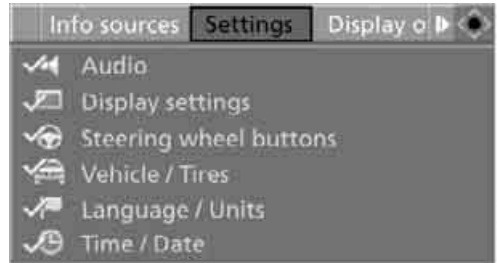 Info sources Settings Display o
Audio
Display settings
Steering wheel buttons
Vehicle / Tires
Language / Units
Time / Date